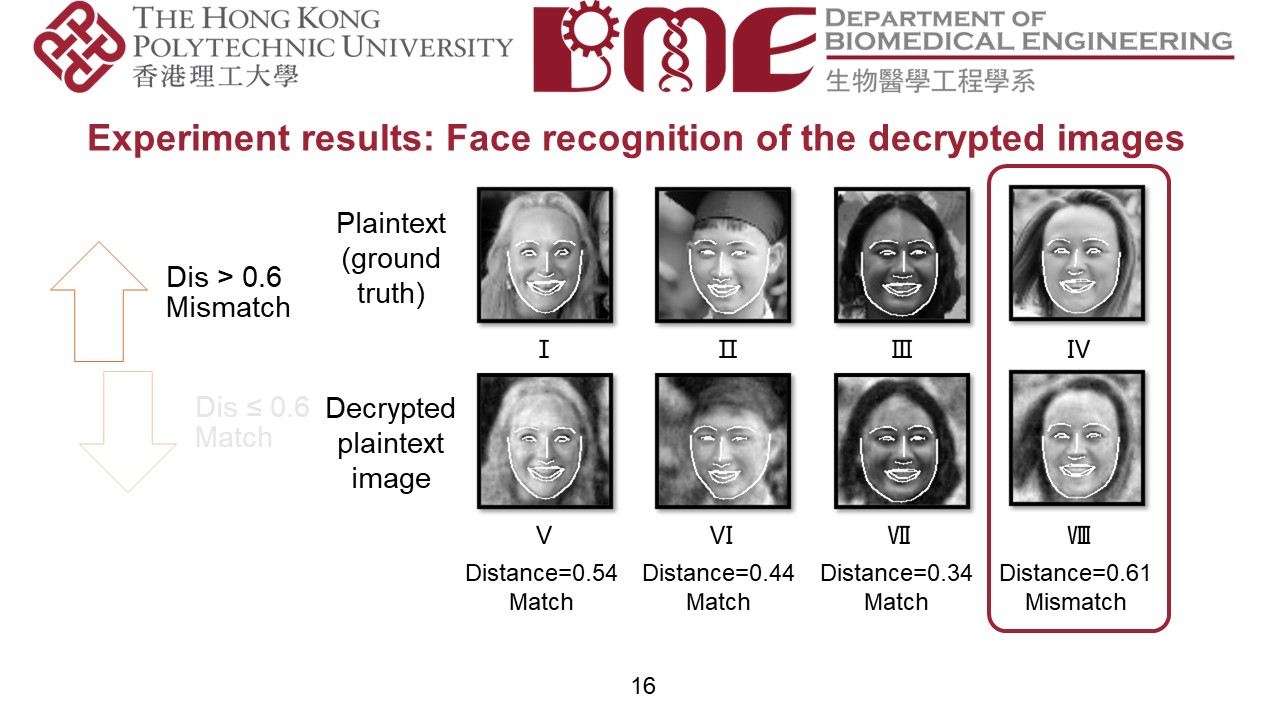 THE HONG KONG
POLYTECHNIC UNIVERSITY
香港理工大學
BME
DEPARTMENT OF
BIOMEDICAL ENGINEERING
生物醫學工程學系
Experiment results: Face recognition of the decrypted images
Dis > 0.6
Mismatch
Plaintext
(ground
truth)
Ⅰ
Ⅱ
Ⅲ
Ⅳ
Dis ≤ 0.6
Match
Decrypted
plaintext
image
Ⅴ
Ⅵ
Ⅶ
Ⅷ
Distance=0.54
Match
Distance=0.44
Match
Distance=0.34
Match
Distance=0.61
Mismatch
16